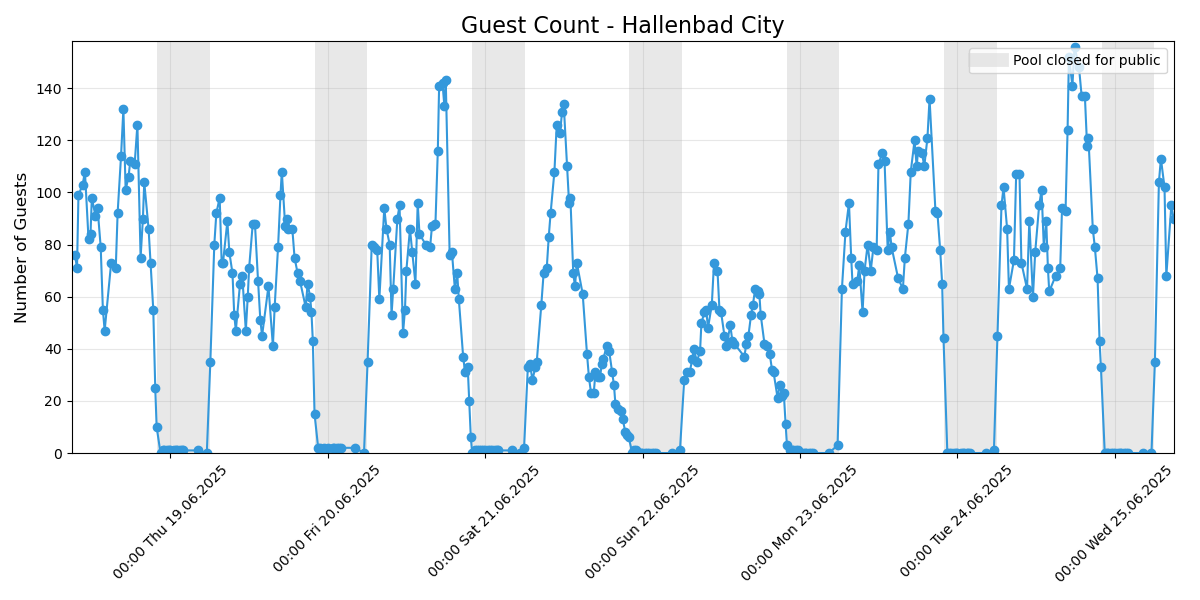 Guest Count - Hallenbad City
Pool closed for public
Number of Guests
140
120
100
80
60
40
20
0
00:00 Thu 19.06.2025
00:00 Fri 20.06.2025
00:00 Sat 21.06.2025
00:00 Sun 22.06.2025
00:00 Mon 23.06.2025
00:00 Tue 24.06.2025
00:00 Wed 25.06.2025